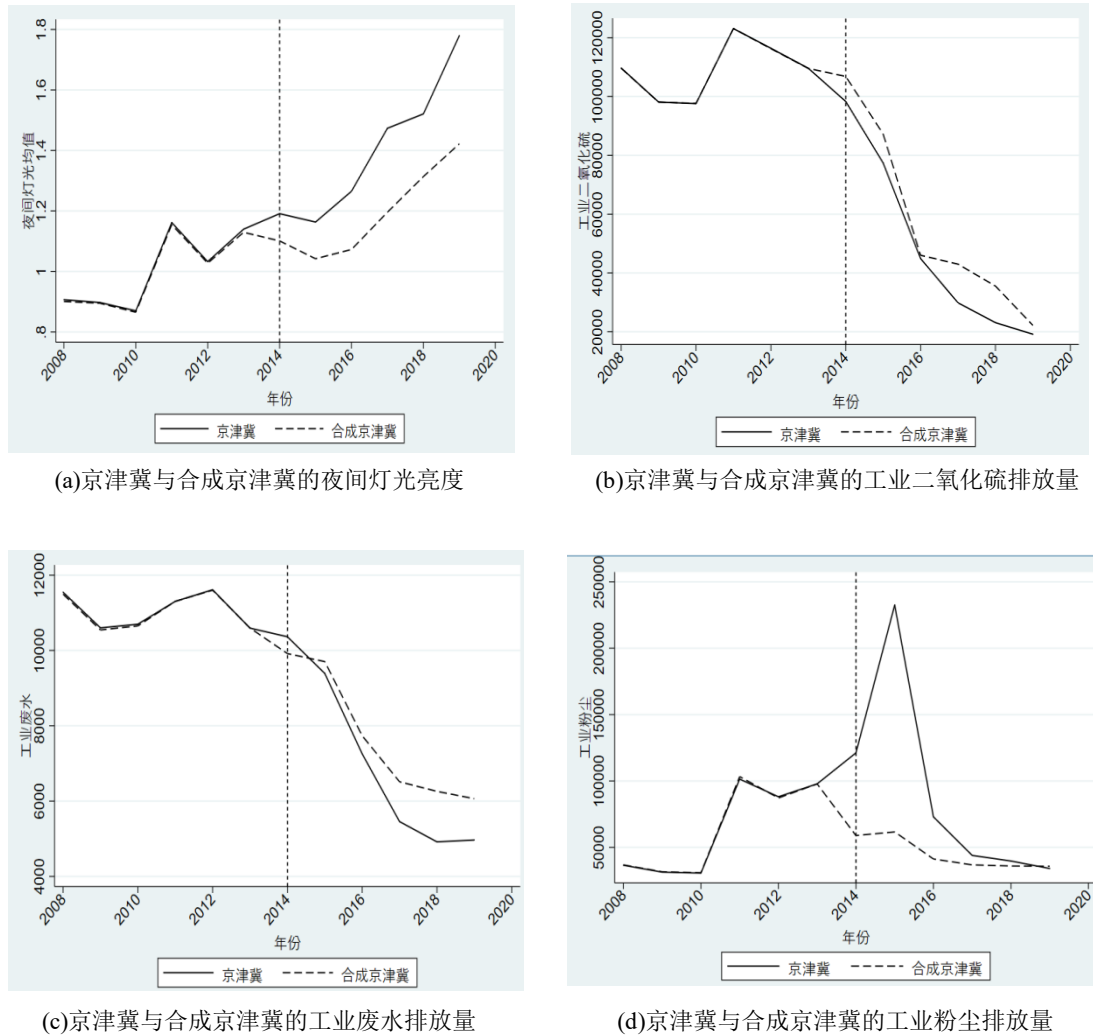 夜间灯光均值
1.8
1.6
1.4
1.2
1
.8
2008
2010
2012
2014
2016
2018
2020
年份
京津冀
合成京津冀
(a)京津冀与合成京津冀的夜间灯光亮度
工业二氧化硫
120000
100000
80000
60000
40000
20000
2008
2010
2012
2014
2016
2018
2020
年份
京津冀
合成京津冀
(b)京津冀与合成京津冀的工业二氧化硫排放量
工业废水
12000
10000
80000
6000
4000
2008
2010
2012
2014
2016
2018
2020
年份
京津冀
合成京津冀
(c)京津冀与合成京津冀的工业废水排放量
工业粉尘
250000
200000
150000
100000
50000
2008
2010
2012
2014
2016
2018
2020
年份
京津冀
合成京津冀
(d)京津冀与合成京津冀的工业粉尘排放量